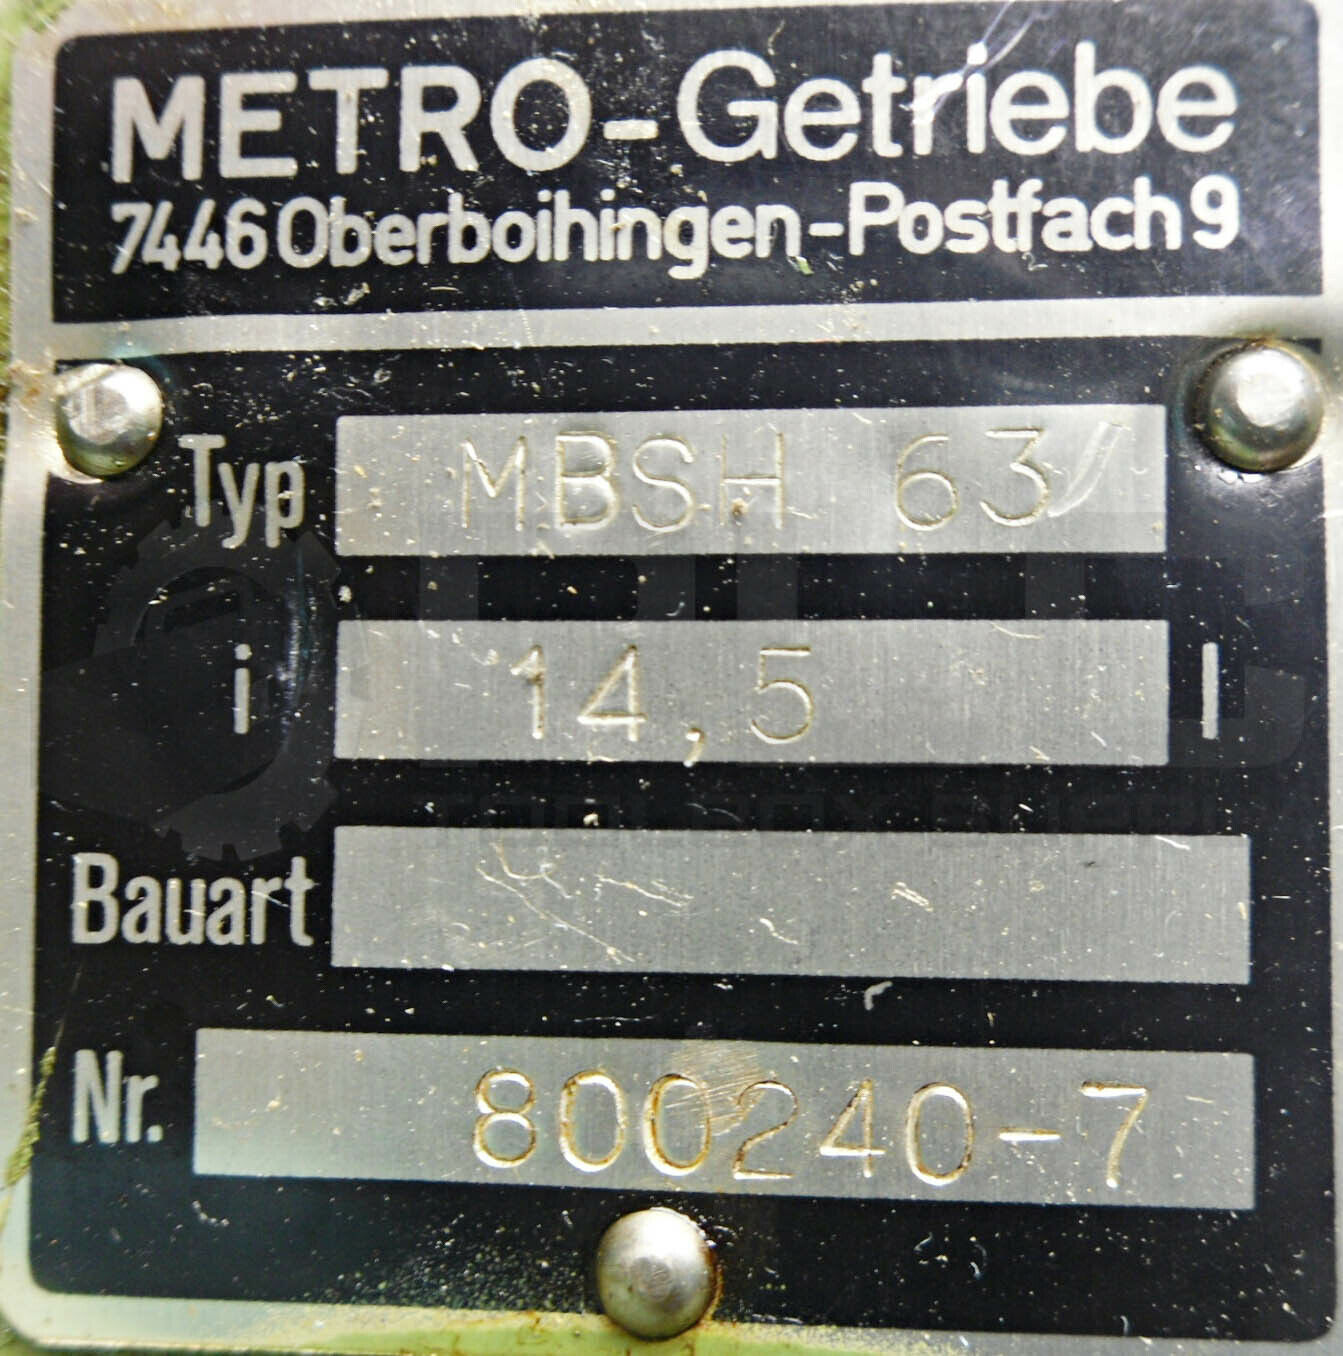 METRO-Getriebe
7446 Oberboihingen-Postfach 9
Typ MBSH 63
i 14,5
Bauart
Nr. 800240-7